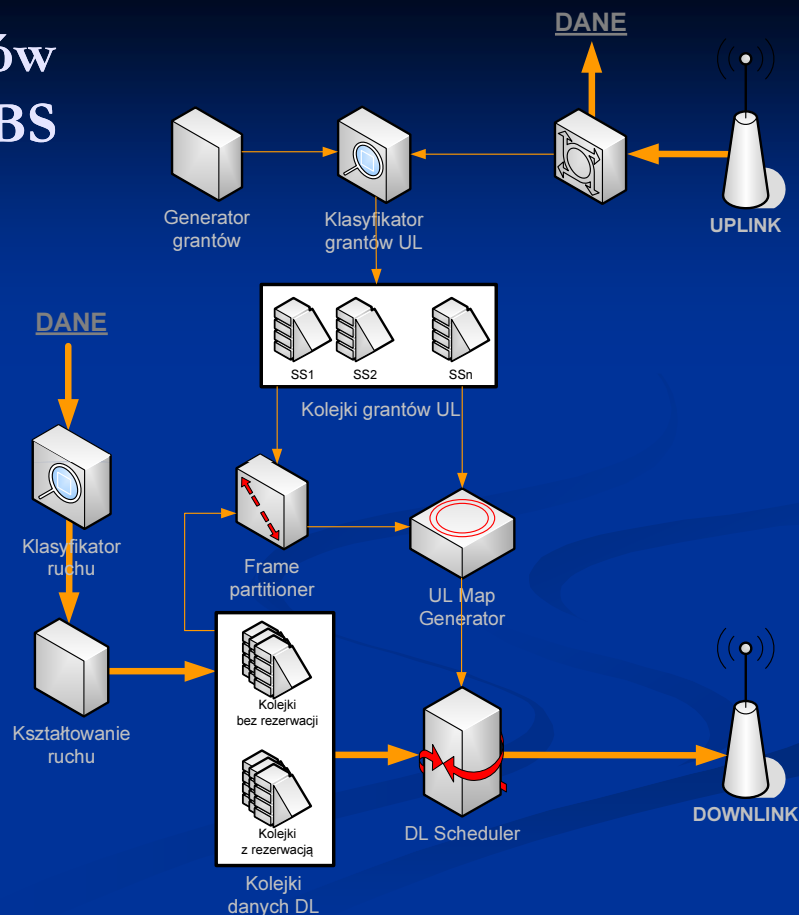 ów
BS
DANE
UPLINK
Generator
grantów
Klasyfikator
grantów UL
SS1 SS2 SSn
Kolejki grantów UL
DANE
Klasyfikator
ruchu
Frame
partitioner
UL Map
Generator
Kształtowanie
ruchu
Kolejki
bez rezerwacji
Kolejki
z rezerwacją
Kolejki
danych DL
DL Scheduler
DOWNLINK